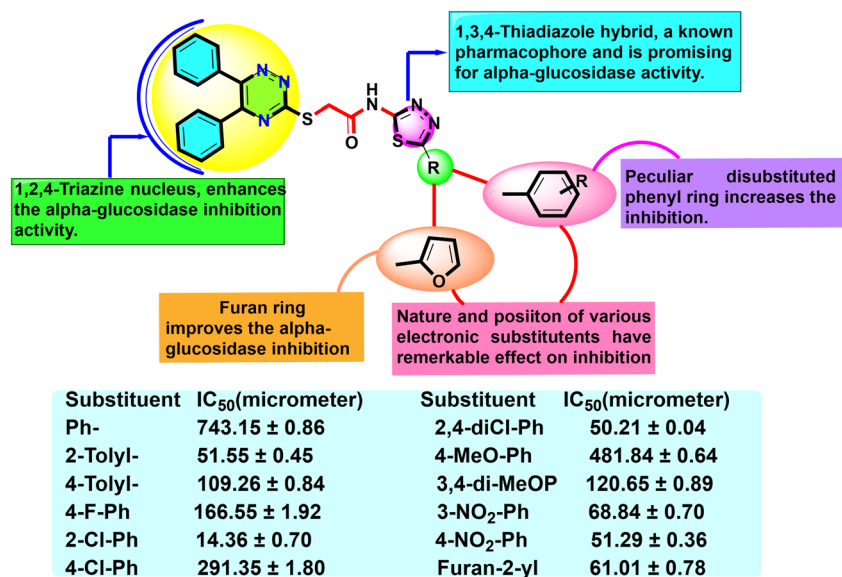 1,3,4-Thiadiazole hybrid, a known
pharmacophore and is promising
for alpha-glucosidase activity.
N
N
N
S
O
H
N
N
N
S
R
1,2,4-Triazine nucleus, enhances
the alpha-glucosidase inhibition
activity.
R
Peculiar disubstituted
phenyl ring increases the
inhibition.
O
Furan ring
improves the alpha-
glucosidase inhibition
Nature and posiiton of various
electronic substitutents have
remerkable effect on inhibition
Substituent IC50(micrometer) Substituent IC50(micrometer)
Ph- 743.15 ± 0.86 2,4-diCl-Ph 50.21 ± 0.04
2-Tolyl- 51.55 ± 0.45 4-MeO-Ph 481.84 ± 0.64
4-Tolyl- 109.26 ± 0.84 3,4-di-MeOP 120.65 ± 0.89
4-F-Ph 166.55 ± 1.92 3-NO2-Ph 68.84 ± 0.70
2-Cl-Ph 14.36 ± 0.70 4-NO2-Ph 51.29 ± 0.36
4-Cl-Ph 291.35 ± 1.80 Furan-2-yl 61.01 ± 0.78